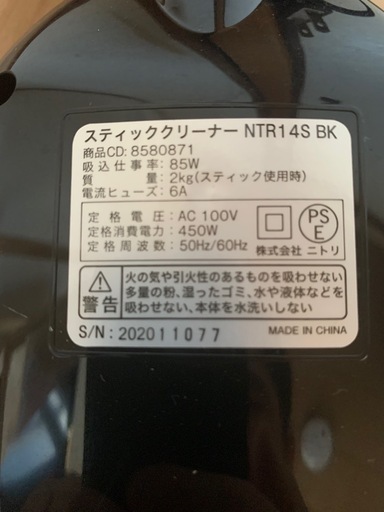 スティッククリーナー NTR14S BK
商品CD: 8580871
吸込仕事率: 85W
質　　量: 2kg(スティック使用時)
電流ヒューズ: 6A
定格電圧: AC 100V
定格消費電力: 450W
定格周波数: 50Hz/60Hz
PS
E
株式会社 ニトリ
警告
火の気や引火性のあるものを吸わせない
多量の粉、湿ったゴミ、水や液体などを
吸わせない、本体を水洗いしない
S/N: 202011077
MADE IN CHINA